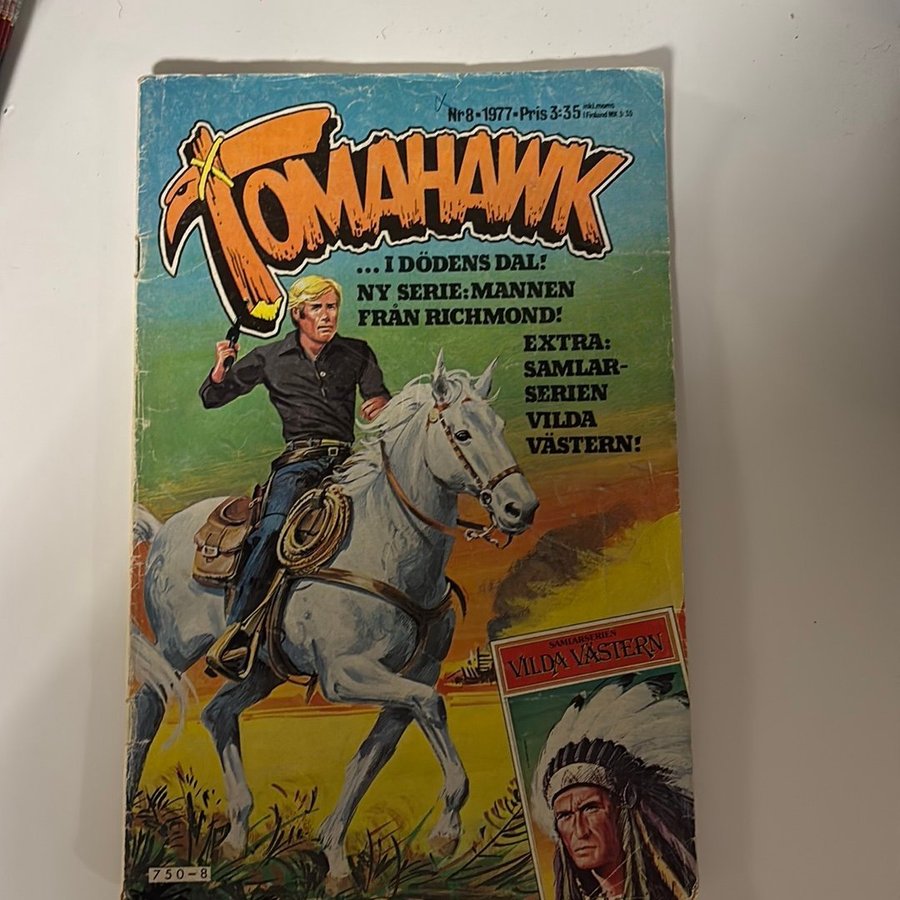 Nr 8 • 1977 • Pris 3:35 inkl. moms
I Finland MK 3:35
TOMAHAWK
... I DÖDENS DAL!
NY SERIE: MANNEN
FRÅN RICHMOND!
EXTRA:
SAMLAR-
SERIEN
VILDA
VÄSTERN!
SAMLARSERIEN
VILDA VÄSTERN
750-8